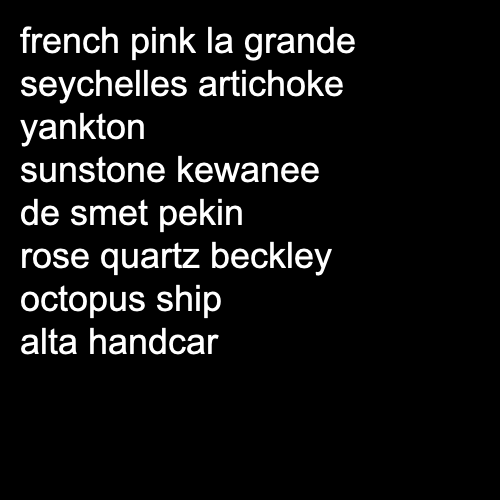 french pink la grande
seychelles artichoke
yankton
sunstone kewanee
de smet pekin
rose quartz beckley
octopus ship
alta handcar